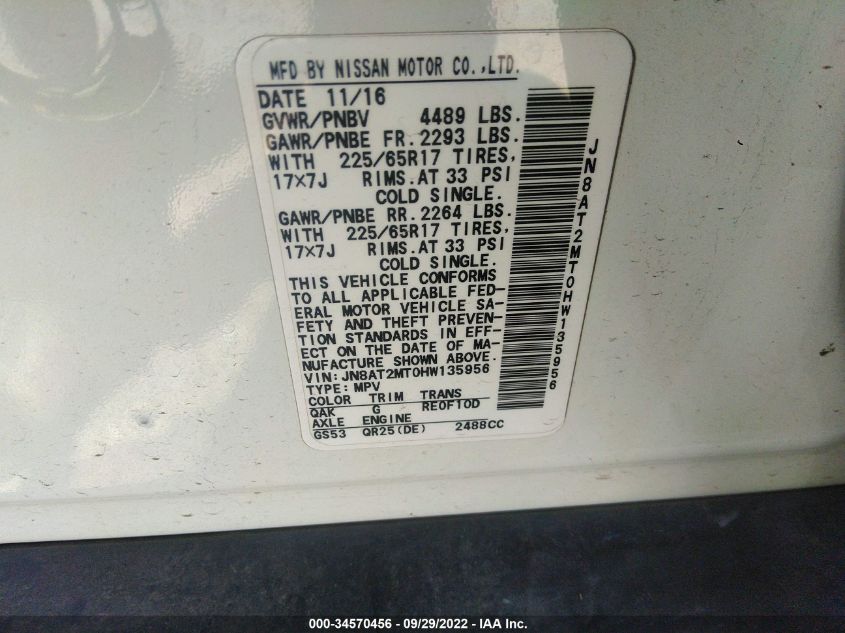 MFD BY NISSAN MOTOR CO.,LTD.
DATE 11/16
GVWR/PNBV 4489 LBS.
GAWR/PNBE FR. 2293 LBS.
WITH 225/65R17 TIRES,
17×7J RIMS.AT 33 PSI
COLD SINGLE.
GAWR/PNBE RR. 2264 LBS.
WITH 225/65R17 TIRES,
17×7J RIMS.AT 33 PSI
COLD SINGLE.
THIS VEHICLE CONFORMS
TO ALL APPLICABLE FED-
ERAL MOTOR VEHICLE SA-
FETY AND THEFT PREVEN-
TION STANDARDS IN EFF-
ECT ON THE DATE OF MA-
NUFACTURE SHOWN ABOVE.
VIN: JN8AT2MT0HW135956
TYPE: MPV
COLOR TRIM TRANS
QAK G RE0F10D
AXLE ENGINE
GS53 QR25(DE) 2488CC
JN8AT2MT0HW135956
000-34570456 - 09/29/2022 - IAA Inc.